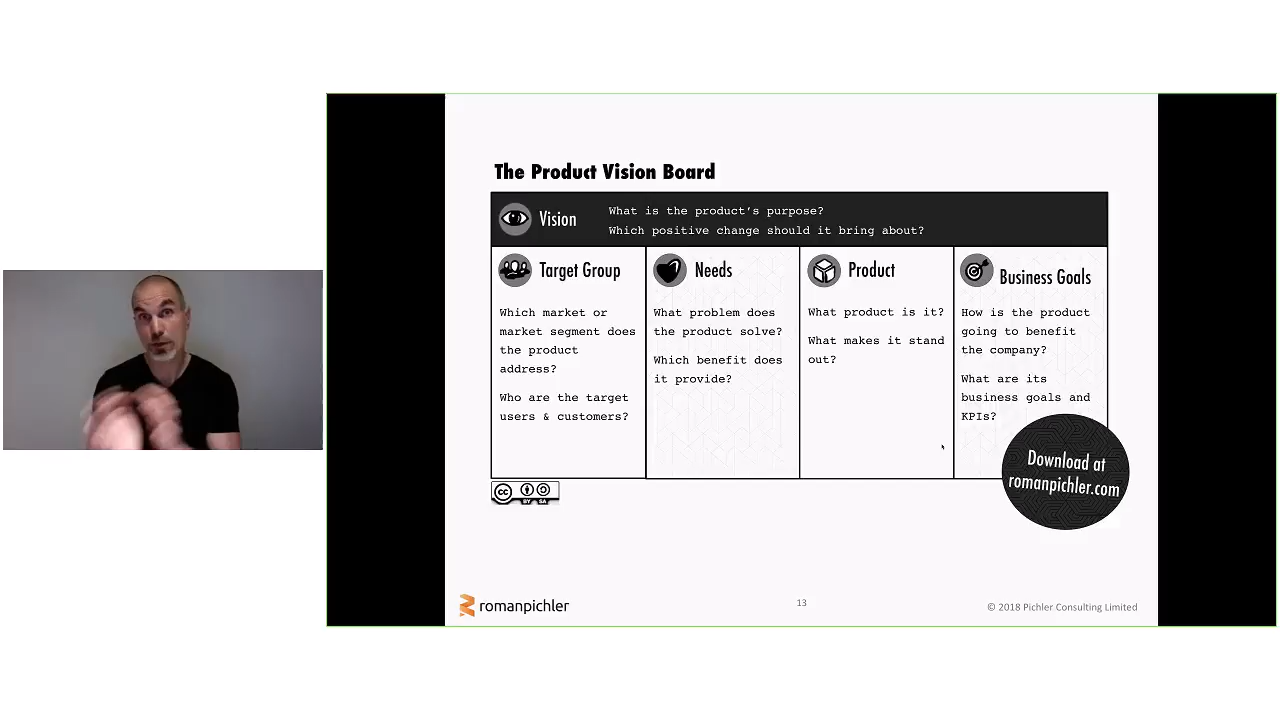 The Product Vision Board
Vision
What is the product's purpose?
Which positive change should it bring about?
Target Group
Which market or
market segment does
the product
address?
Who are the target
users & customers?
Needs
What problem does
the product solve?
Which benefit does
it provide?
Product
What product is it?
What makes it stand
out?
Business Goals
How is the product
going to benefit
the company?
What are its
business goals and
KPIs?
Download at
romanpichler.com
cc
BY SA
romanpichler
13
© 2018 Pichler Consulting Limited